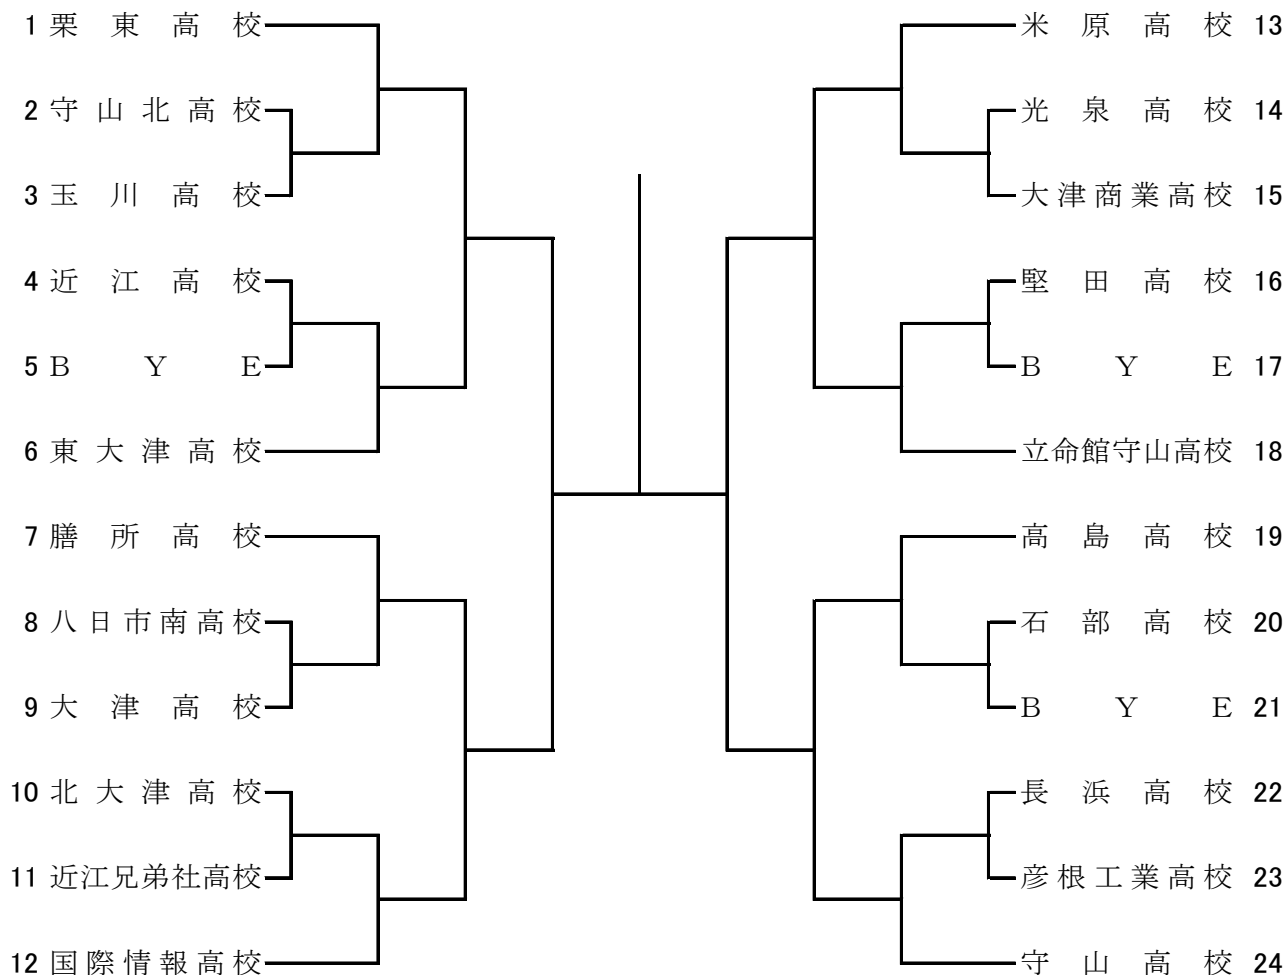 1 栗東高校
2 守山北高校
3 玉川高校
4 近江高校
5 BYE
6 東大津高校
7 膳所高校
8 八日市南高校
9 大津高校
10 北大津高校
11 近江兄弟社高校
12 国際情報高校
米原高校 13
光泉高校 14
大津商業高校 15
堅田高校 16
BYE 17
立命館守山高校 18
高島高校 19
石部高校 20
BYE 21
長浜高校 22
彦根工業高校 23
守山高校 24